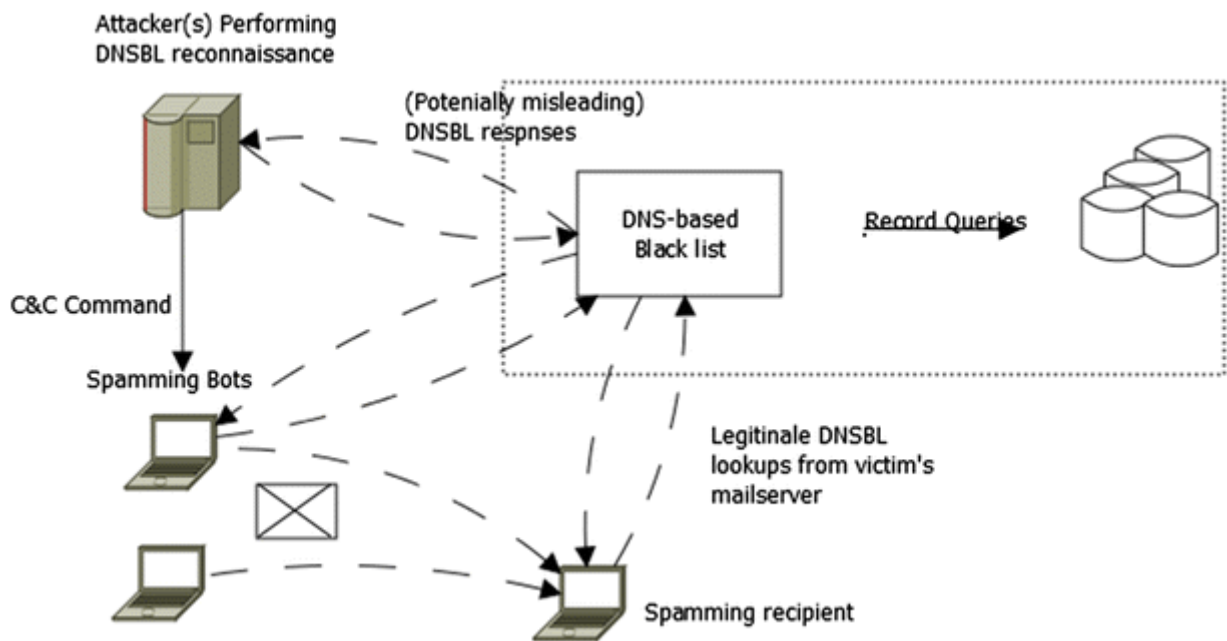 Attacker(s) Performing
DNSBL reconnaissance
(Potenially misleading)
DNSBL respnses
DNS-based
Black list
Record Queries
C&C Command
Spamming Bots
Legitinale DNSBL
lookups from victim's
mailserver
Spamming recipient